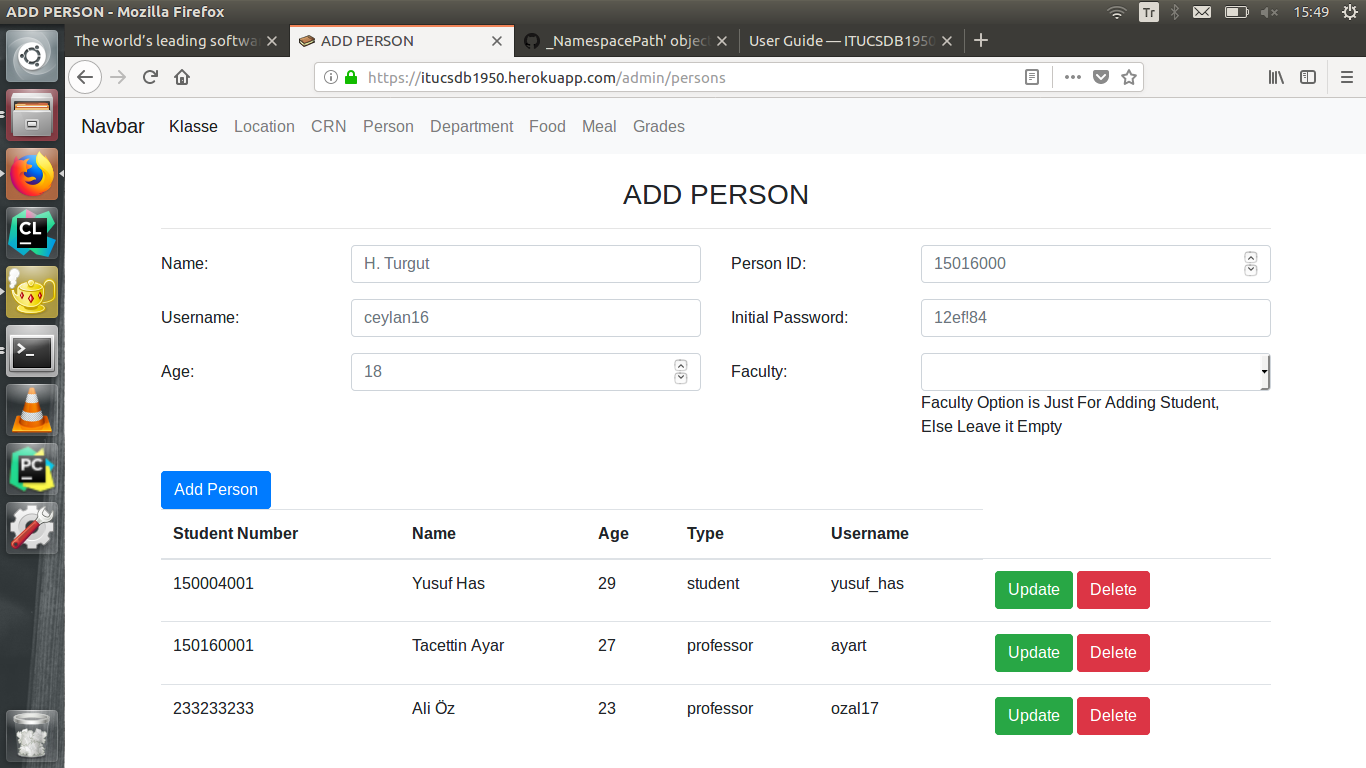 ADD PERSON - Mozilla Firefox
Tr
15:49
The world's leading softwa
ADD PERSON
_NamespacePath' objec
User Guide — ITUCSDB1950
https://itucsdb1950.herokuapp.com/admin/persons
Navbar Klasse Location CRN Person Department Food Meal Grades
ADD PERSON
Name: H. Turgut Person ID: 15016000
Username: ceylan16 Initial Password: 12ef!84
Age: 18 Faculty:
Faculty Option is Just For Adding Student,
Else Leave it Empty
Add Person
Student Number Name Age Type Username
150004001 Yusuf Has 29 student yusuf_has Update Delete
150160001 Tacettin Ayar 27 professor ayart Update Delete
233233233 Ali Öz 23 professor ozal17 Update Delete
CL
>_
PC